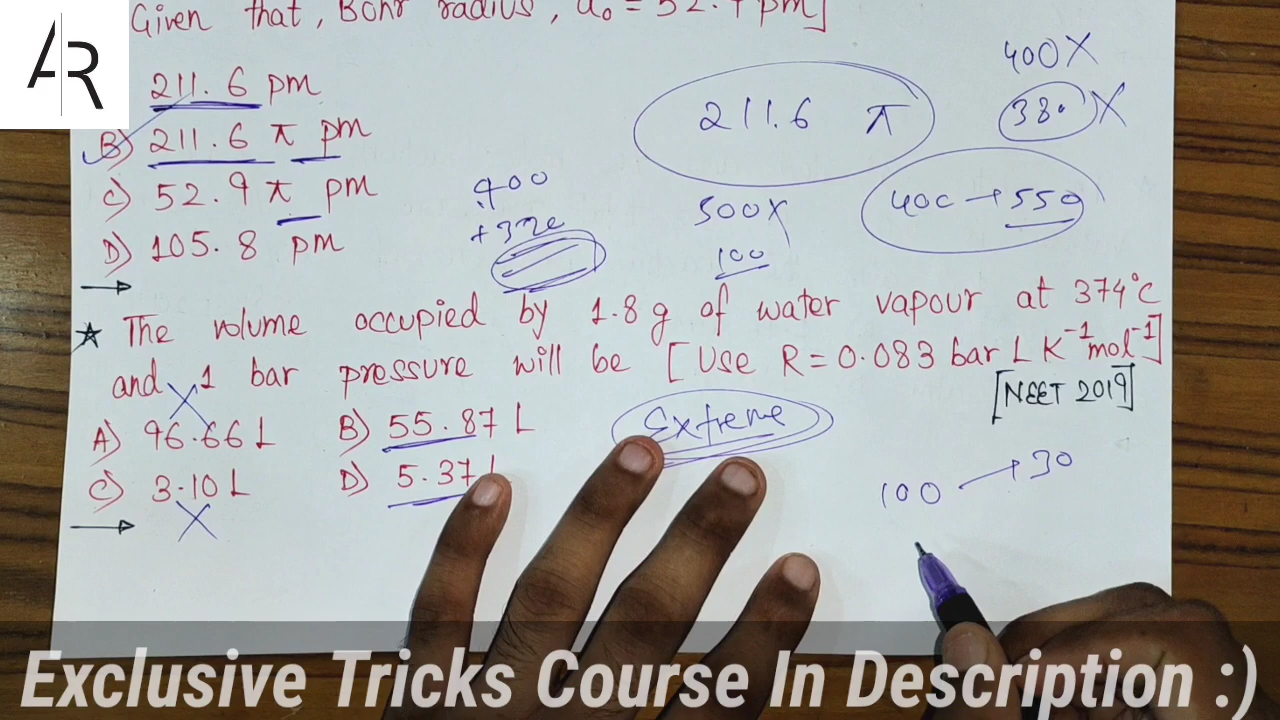 AR
Given that, Bohr radius, a₀ = 52.9 pm]
211.6 pm
B) 211.6 π pm
C) 52.9 π pm
D) 105.8 pm
211.6 π
400 X
380 X
400 → 550
900
500 X
100
★ The volume occupied by 1.8 g of water vapour at 374°C
and 1 bar pressure will be [Use R = 0.083 bar L K⁻¹ mol⁻¹]
[NEET 2019]
A) 96.66 L B) 55.87 L
C) 3.10 L D) 5.37 L
Extreme
100 → 30
Exclusive Tricks Course In Description :)